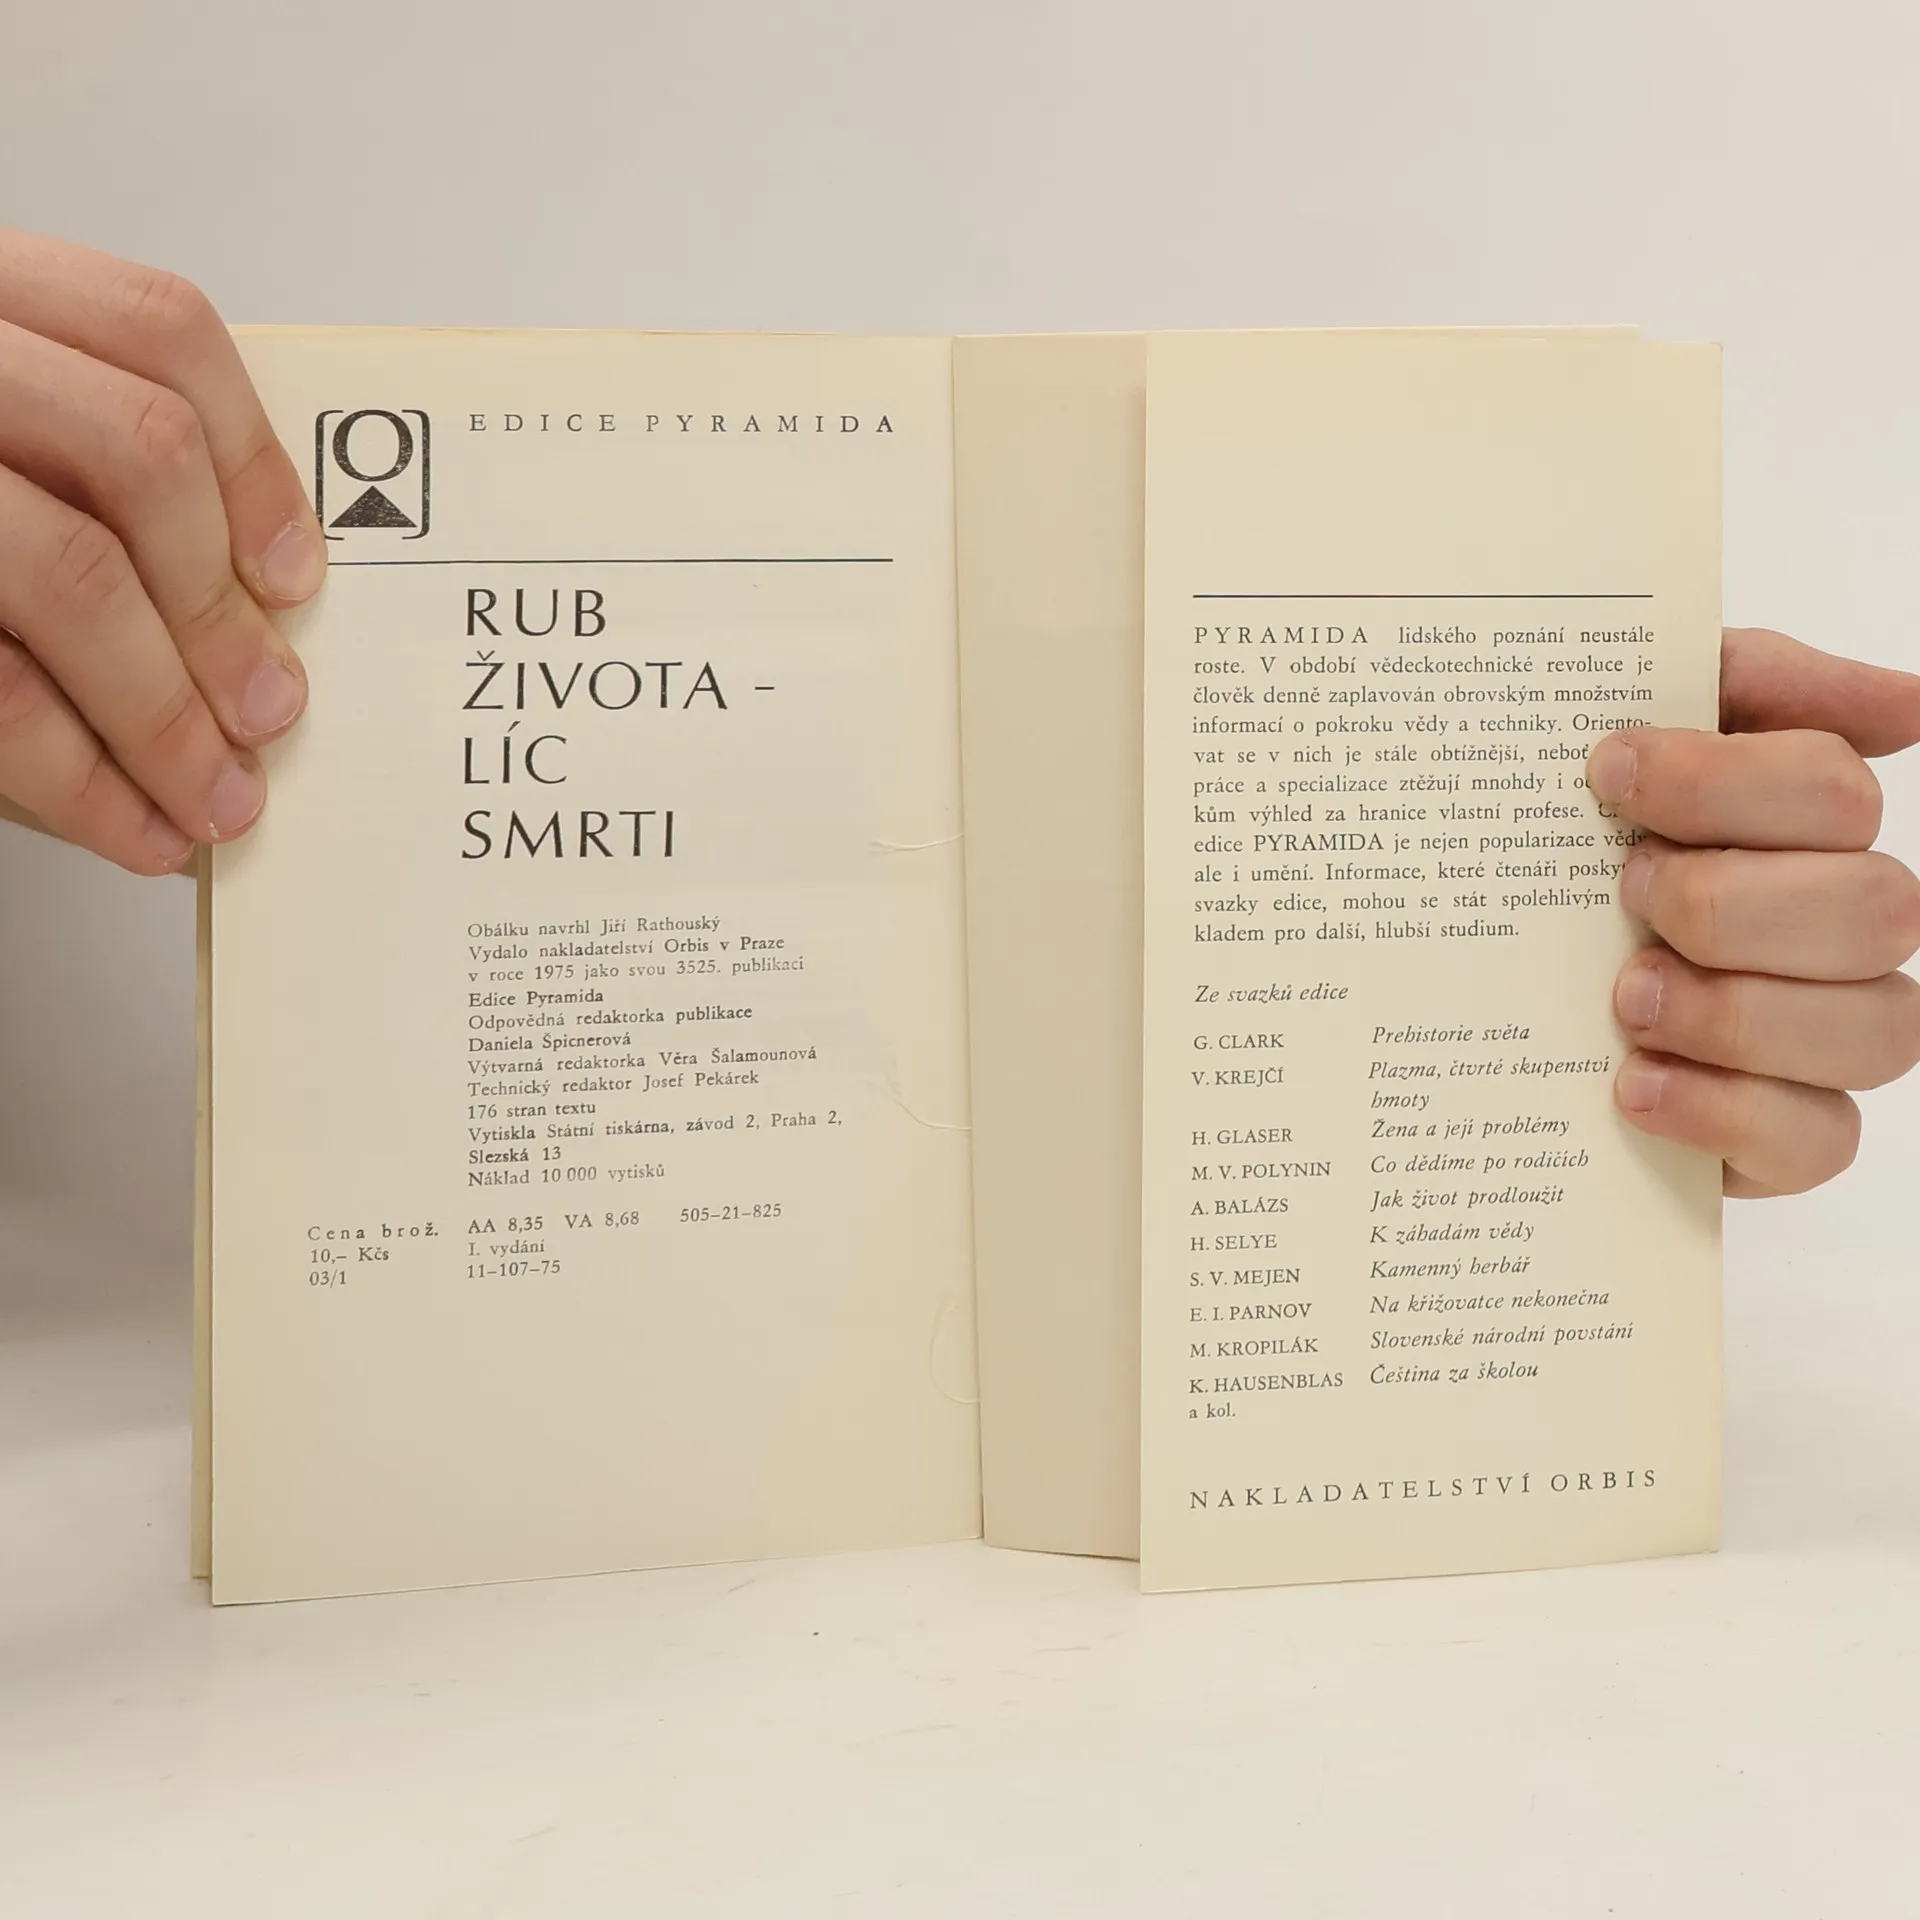 EDICE PYRAMIDA
RUB
ŽIVOTA –
LÍC
SMRTI
Obálku navrhl Jiří Rathouský
Vydalo nakladatelství Orbis v Praze
v roce 1975 jako svou 3525. publikaci
Edice Pyramida
Odpovědná redaktorka publikace
Daniela Špicnerová
Výtvarná redaktorka Věra Šalamounová
Technický redaktor Josef Pekárek
176 stran textu
Vytiskla Státní tiskárna, závod 2, Praha 2,
Slezská 13
Náklad 10 000 vytisků
Cena brož. AA 8,35 VA 8,68 505–21–825
10,– Kčs I. vydání
03/1 11–107–75
PYRAMIDA lidského poznání neustále
roste. V období vědeckotechnické revoluce je
člověk denně zaplavován obrovským množstvím
informací o pokroku vědy a techniky. Oriento-
vat se v nich je stále obtížnější, neboť
práce a specializace ztěžují mnohdy i
kům výhled za hranice vlastní profese.
edice PYRAMIDA je nejen popularizace vědy
ale i umění. Informace, které čtenáři
svazky edice, mohou se stát spolehlivým
kladem pro další, hlubší studium.
Ze svazků edice
G. CLARK Prehistorie světa
V. KREJČÍ Plazma, čtvrté skupenství
hmoty
H. GLASER Žena a její problémy
M. V. POLYNIN Co dědíme po rodičích
A. BALÁZS Jak život prodloužit
H. SELYE K záhadám vědy
S. V. MEJEN Kamenný herbář
E. I. PARNOV Na křižovatce nekonečna
M. KROPILÁK Slovenské národní povstání
K. HAUSENBLAS Čeština za školou
a kol.
NAKLADATELSTVÍ ORBIS